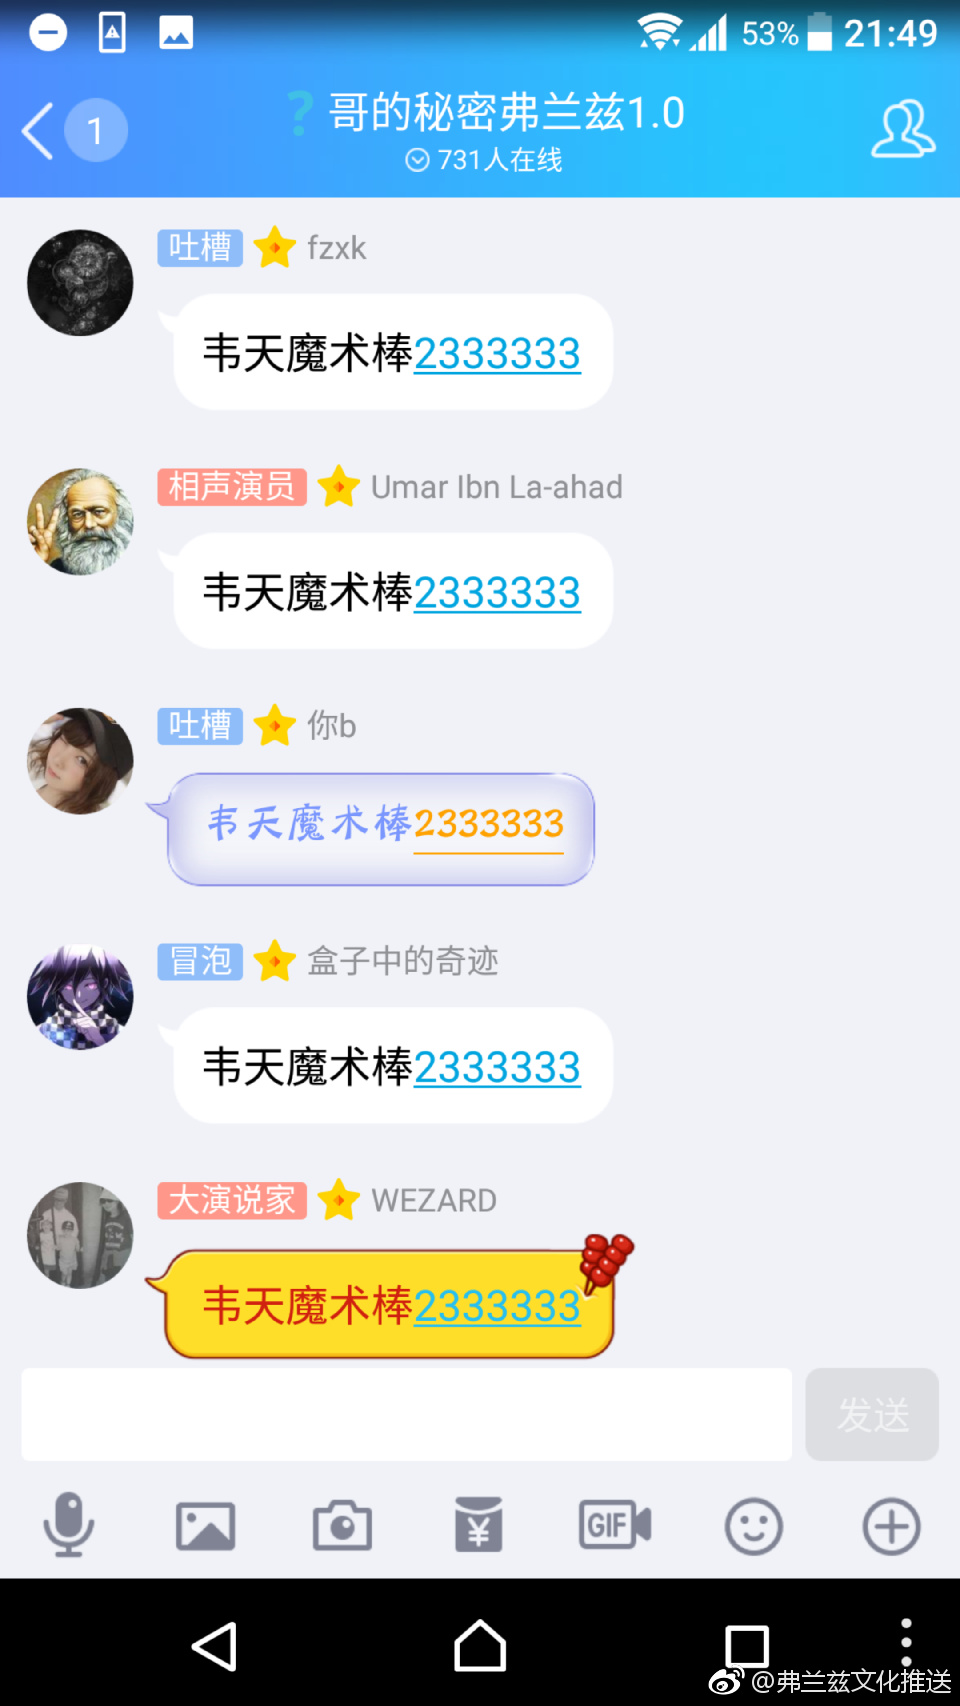 53% 21:49
1
?哥的秘密弗兰兹1.0
731人在线
吐槽 fzxk
韦天魔术棒2333333
相声演员 Umar Ibn La-ahad
韦天魔术棒2333333
吐槽 你b
韦天魔术棒2333333
冒泡 盒子中的奇迹
韦天魔术棒2333333
大演说家 WEZARD
韦天魔术棒2333333
发送
GIF
@弗兰兹文化推送